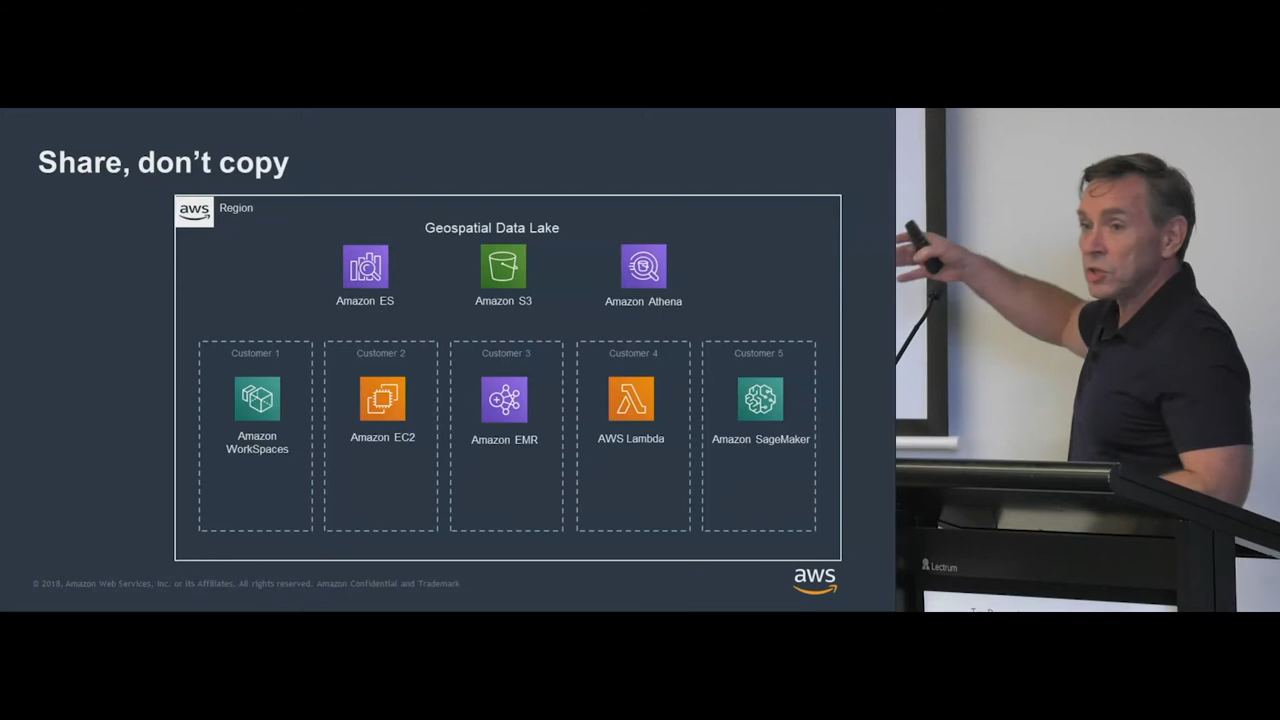 Share, don't copy
aws
Region
Geospatial Data Lake
Amazon ES
Amazon S3
Amazon Athena
Customer 1
Customer 2
Customer 3
Customer 4
Customer 5
Amazon
WorkSpaces
Amazon EC2
Amazon EMR
AWS Lambda
Amazon SageMaker
© 2018, Amazon Web Services, Inc. or its Affiliates. All rights reserved. Amazon Confidential and Trademark
aws
Lectrum